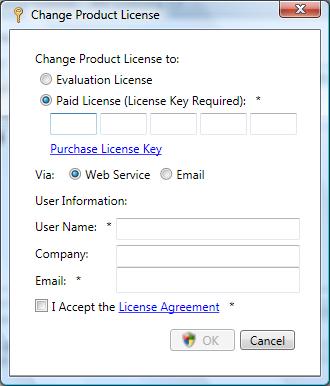 Change Product License
Change Product License to:
Evaluation License
Paid License (License Key Required): *
Purchase License Key
Via: Web Service Email
User Information:
User Name: *
Company:
Email: *
I Accept the License Agreement *
OK Cancel